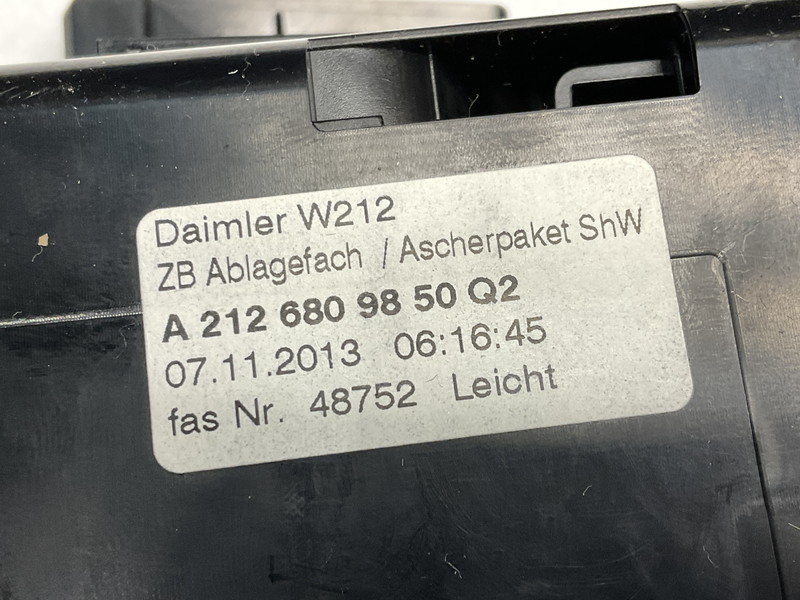 Daimler W212
ZB Ablagefach / Ascherpaket ShW
A 212 680 98 50 Q2
07.11.2013 06:16:45
fas Nr. 48752 Leicht